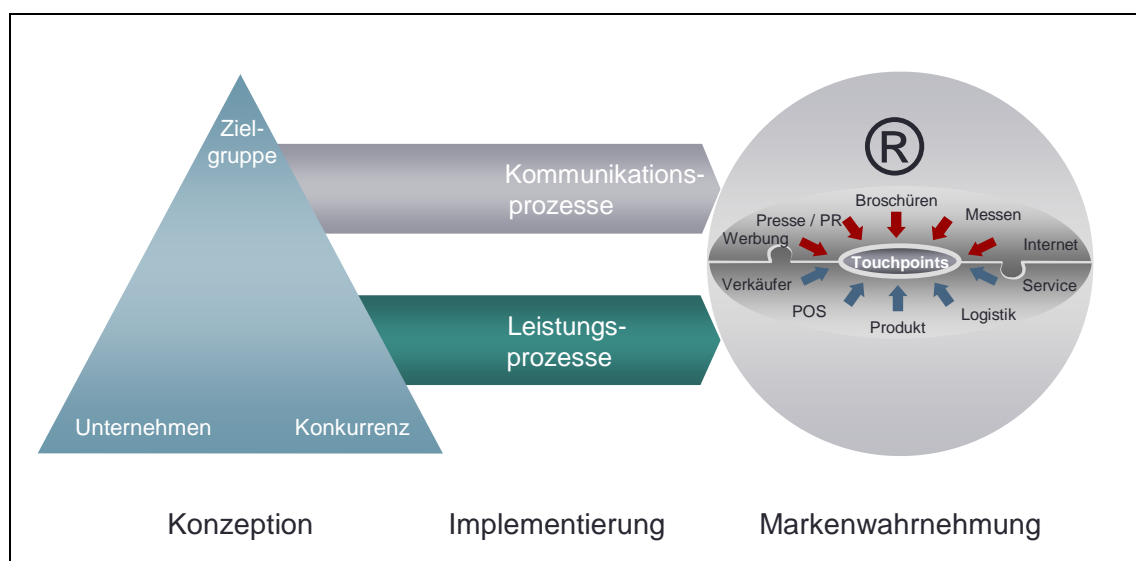 Ziel-
gruppe
Unternehmen
Konkurrenz
Kommunikations-
prozesse
Leistungs-
prozesse
®
Broschüren
Presse / PR
Messen
Werbung
Internet
Touchpoints
Verkäufer
Service
POS
Logistik
Produkt
Konzeption
Implementierung
Markenwahrnehmung